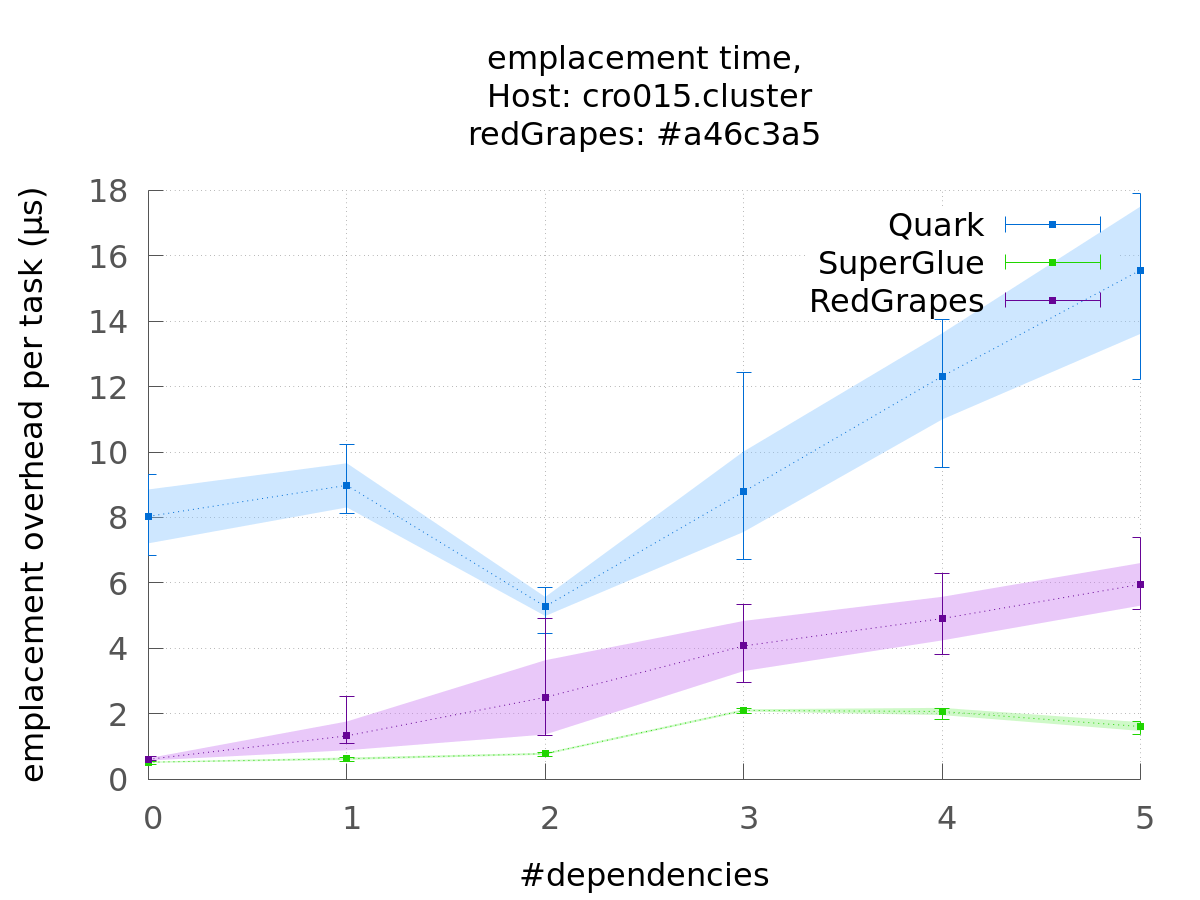 emplacement time,
Host: cro015.cluster
redGrapes: #a46c3a5
emplacement overhead per task (µs)
18
16
14
12
10
8
6
4
2
0
Quark
SuperGlue
RedGrapes
0 1 2 3 4 5
#dependencies